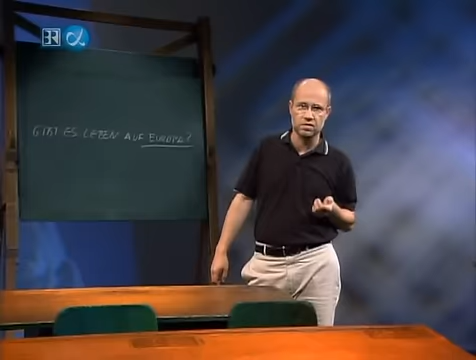 BR α
GIBT ES LEBEN AUF EUROPA?